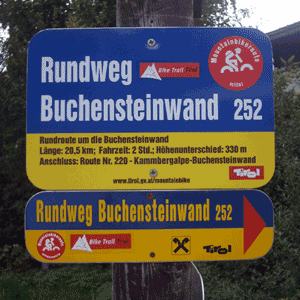 Rundweg
Bike Trail Tirol
Mountainbikeroute
TIROL
Buchensteinwand 252
Rundroute um die Buchensteinwand
Länge: 20,5 km; Fahrzeit: 2 Std.; Höhenunterschied: 330 m
Anschluss: Route Nr. 220 - Kammbergalpe-Buchensteinwand
www.tirol.gv.at/mountainbike
Tirol
Rundweg Buchensteinwand 252
Bike Trail Tirol
Tirol